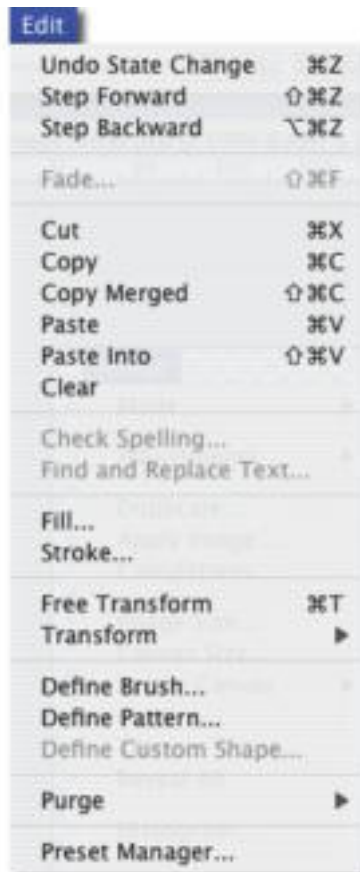 Edit
Undo State Change ⌘Z
Step Forward ⇧⌘Z
Step Backward ⌥⌘Z
Fade... ⇧⌘F
Cut ⌘X
Copy ⌘C
Copy Merged ⇧⌘C
Paste ⌘V
Paste Into ⇧⌘V
Clear
Check Spelling...
Find and Replace Text...
Fill...
Stroke...
Free Transform ⌘T
Transform ▶
Define Brush...
Define Pattern...
Define Custom Shape...
Purge ▶
Preset Manager...